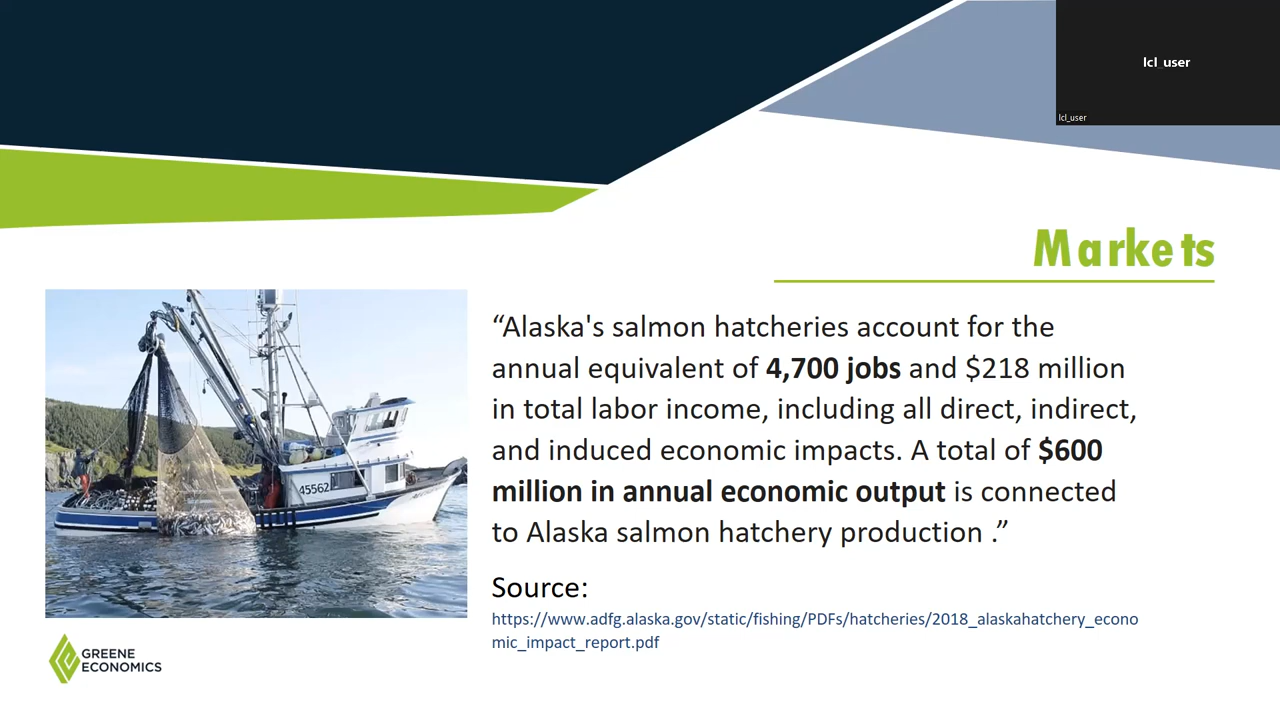 lcl_user
lcl_user
Markets
“Alaska's salmon hatcheries account for the
annual equivalent of 4,700 jobs and $218 million
in total labor income, including all direct, indirect,
and induced economic impacts. A total of $600
million in annual economic output is connected
to Alaska salmon hatchery production .”
Source:
https://www.adfg.alaska.gov/static/fishing/PDFs/hatcheries/2018_alaskahatchery_econo
mic_impact_report.pdf
45562
GREENE
ECONOMICS